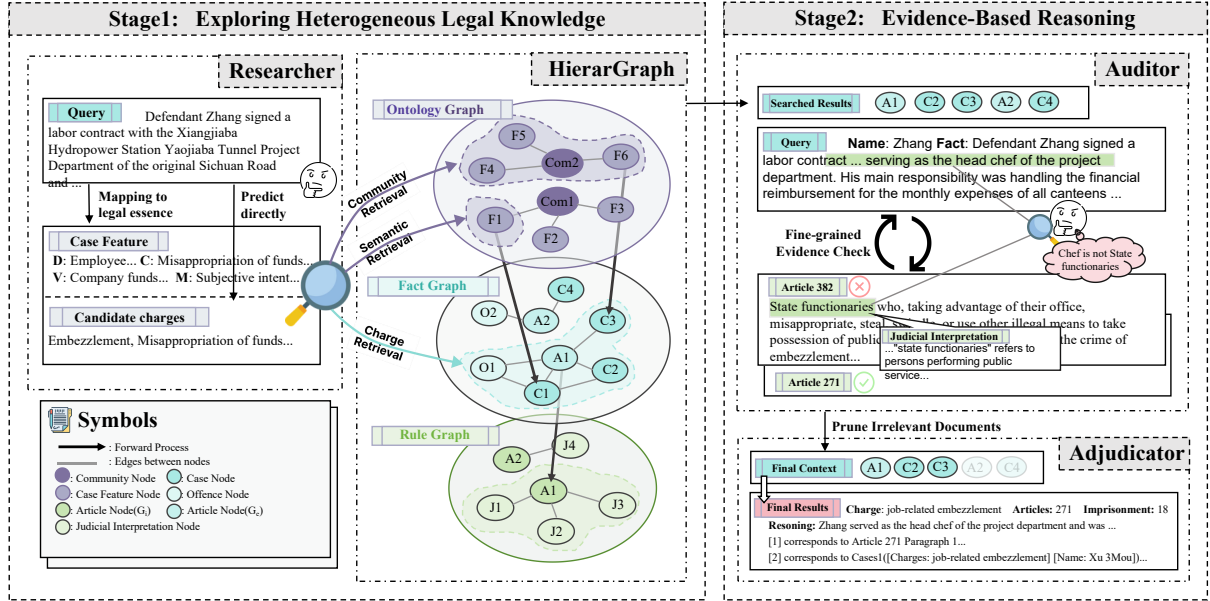 Stage1: Exploring Heterogeneous Legal Knowledge
Researcher
Query Defendant Zhang signed a
labor contract with the Xiangjiaba
Hydropower Station Yaojiaba Tunnel Project
Department of the original Sichuan Road
and ...
Mapping to
legal essence
Predict
directly
Case Feature
D: Employee... C: Misappropriation of funds...
V: Company funds... M: Subjective intent...
Candidate charges
Embezzlement, Misappropriation of funds...
Symbols
: Forward Process
: Edges between nodes
: Community Node
: Case Node
: Case Feature Node
: Offence Node
: Article Node(Gs)
: Article Node(Gc)
: Judicial Interpretation Node
Community
Retrieval
Semantic
Retrieval
Charge
Retrieval
HierarGraph
Ontology Graph
F5
Com2
F6
F4
Com1
F1
F3
F2
Fact Graph
C4
O2
A2
C3
A1
O1
C2
C1
Rule Graph
J4
A2
A1
J1
J3
J2
Stage2: Evidence-Based Reasoning
Auditor
Searched Results A1 C2 C3 A2 C4
Query Name: Zhang Fact: Defendant Zhang signed a
labor contract ... serving as the head chef of the project
department. His main responsibility was handling the financial
reimbursement for the monthly expenses of all canteens ...
Fine-grained
Evidence Check
Chef is not State
functionaries
Article 382
State functionaries who, taking advantage of their office,
misappropriate, steal, or use other illegal means to take
possession of public the crime of
embezzlement...
Judicial Interpretation
..."state functionaries" refers to
persons performing public
service...
Article 271
Prune Irrelevant Documents
Adjudicator
Final Context A1 C2 C3 A2 C4
Final Results Charge: job-related embezzlement Articles: 271 Imprisonment: 18
Resoning: Zhang served as the head chef of the project department and was ...
[1] corresponds to Article 271 Paragraph 1...
[2] corresponds to Cases1([Charges: job-related embezzlement] [Name: Xu 3Mou])...